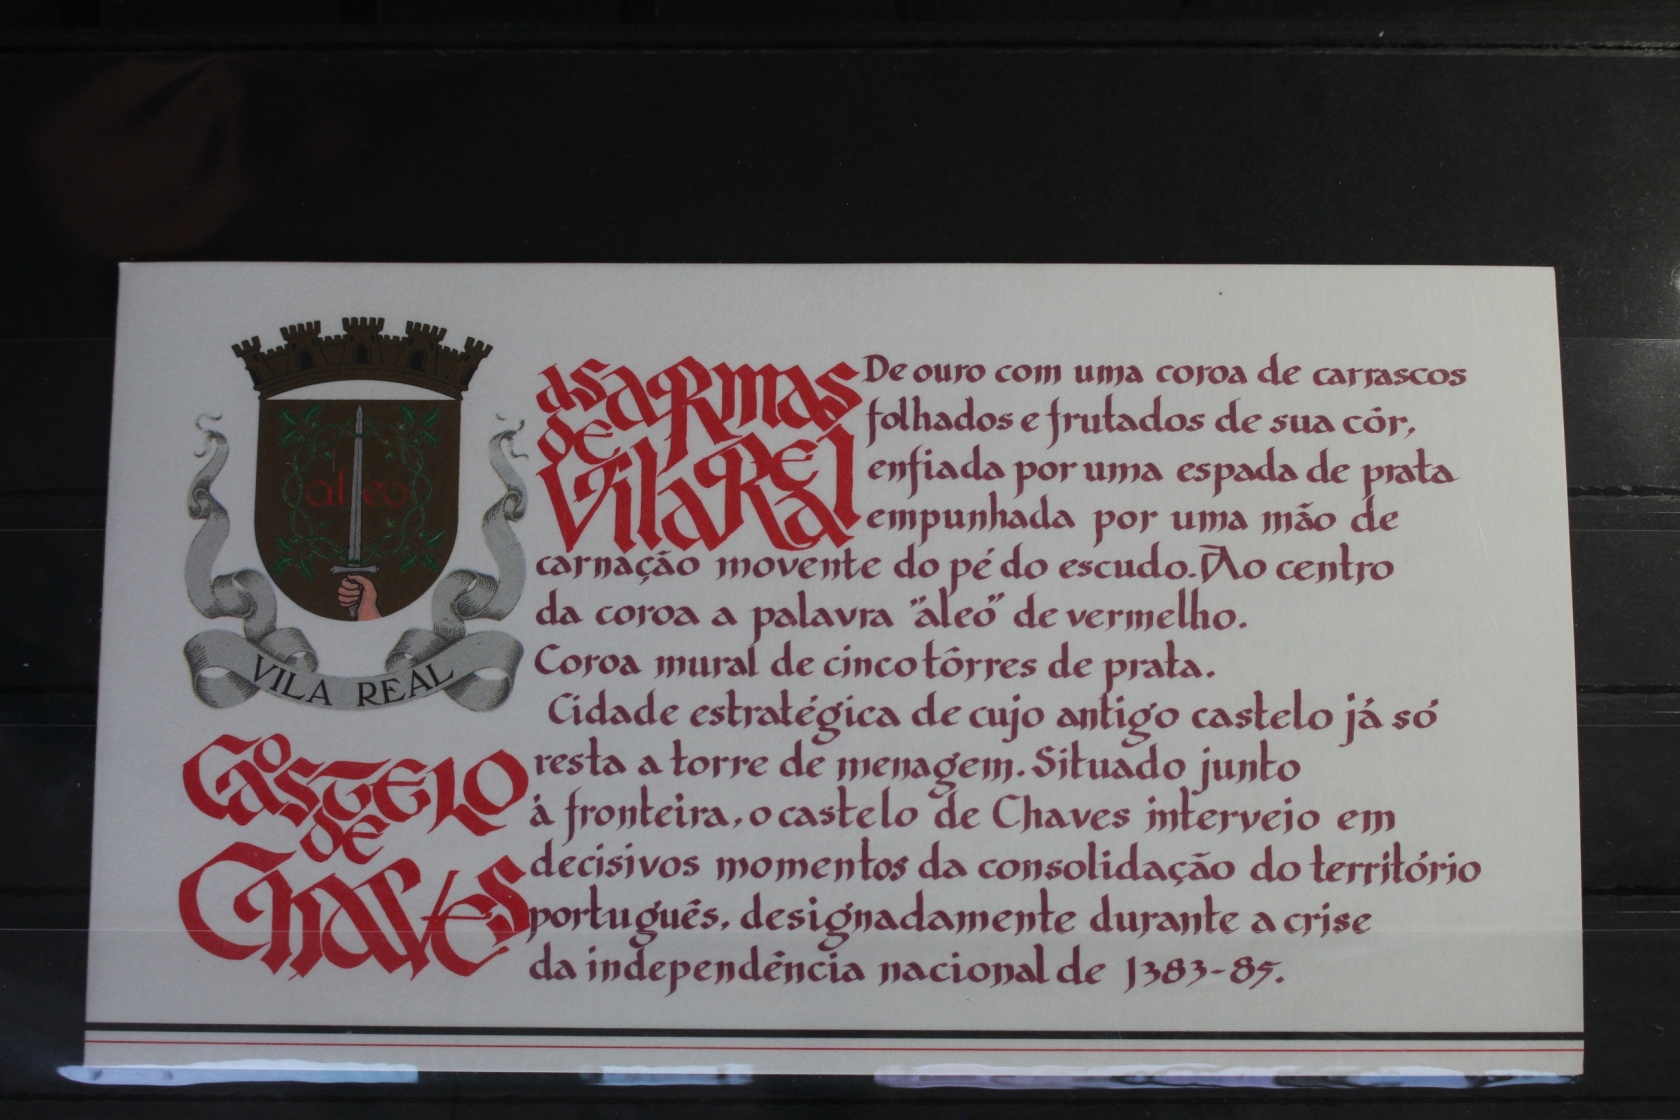 aleo
VILA REAL
As Armas
de
Vila Real
De ouro com uma coroa de carrascos
folhados e frutados de sua côr,
enfiada por uma espada de prata
empunhada por uma mão de
carnação movente do pé do escudo. Ao centro
da coroa a palavra "àleo" de vermelho.
Coroa mural de cinco tôrres de prata.
Castelo
de
Chaves
Cidade estratégica de cujo antigo castelo já só
resta a torre de menagem. Situado junto
à fronteira, o castelo de Chaves interveio em
decisivos momentos da consolidação do território
português, designadamente durante a crise
da independência nacional de 1383-85.